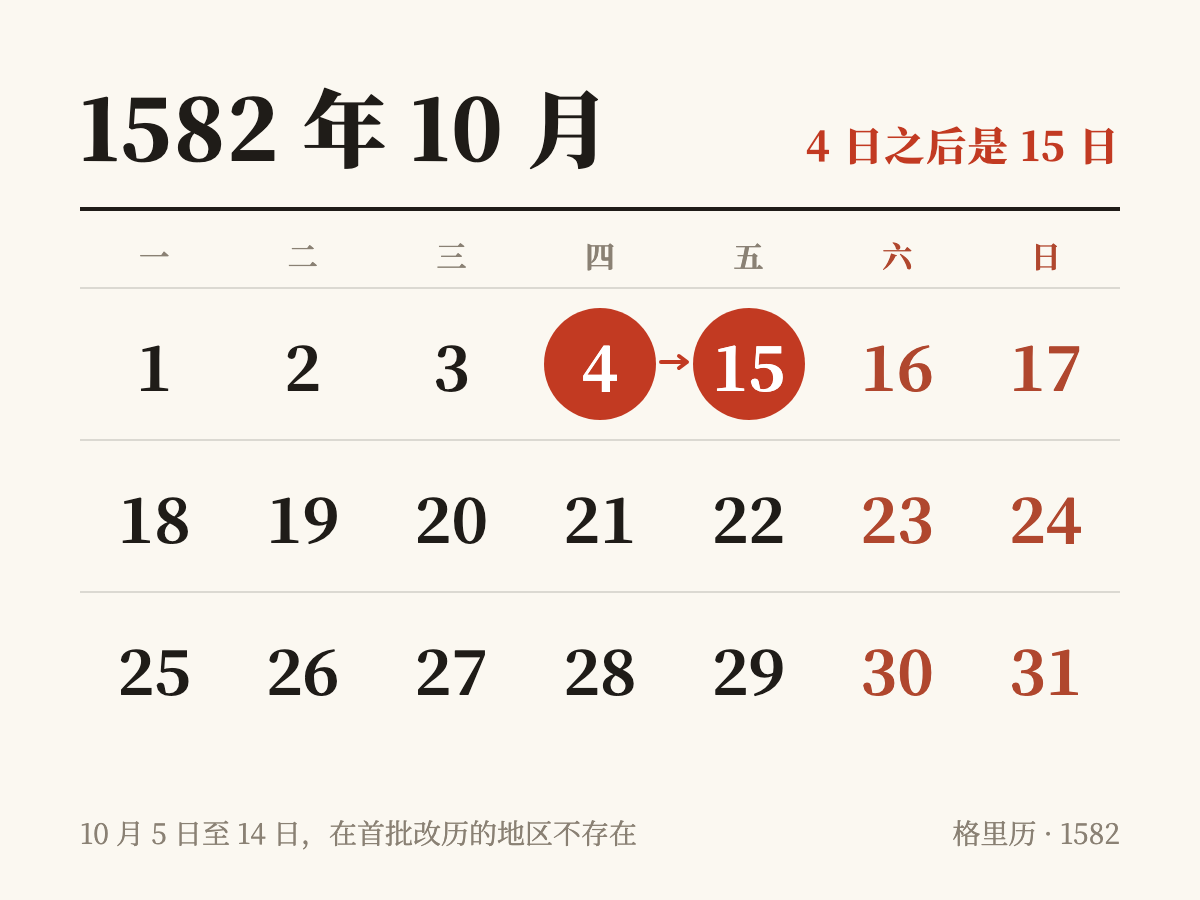 1582 年 10 月
4 日之后是 15 日
一 二 三 四 五 六 日
1 2 3 4 → 15 16 17
18 19 20 21 22 23 24
25 26 27 28 29 30 31
10 月 5 日至 14 日，在首批改历的地区不存在
格里历 · 1582